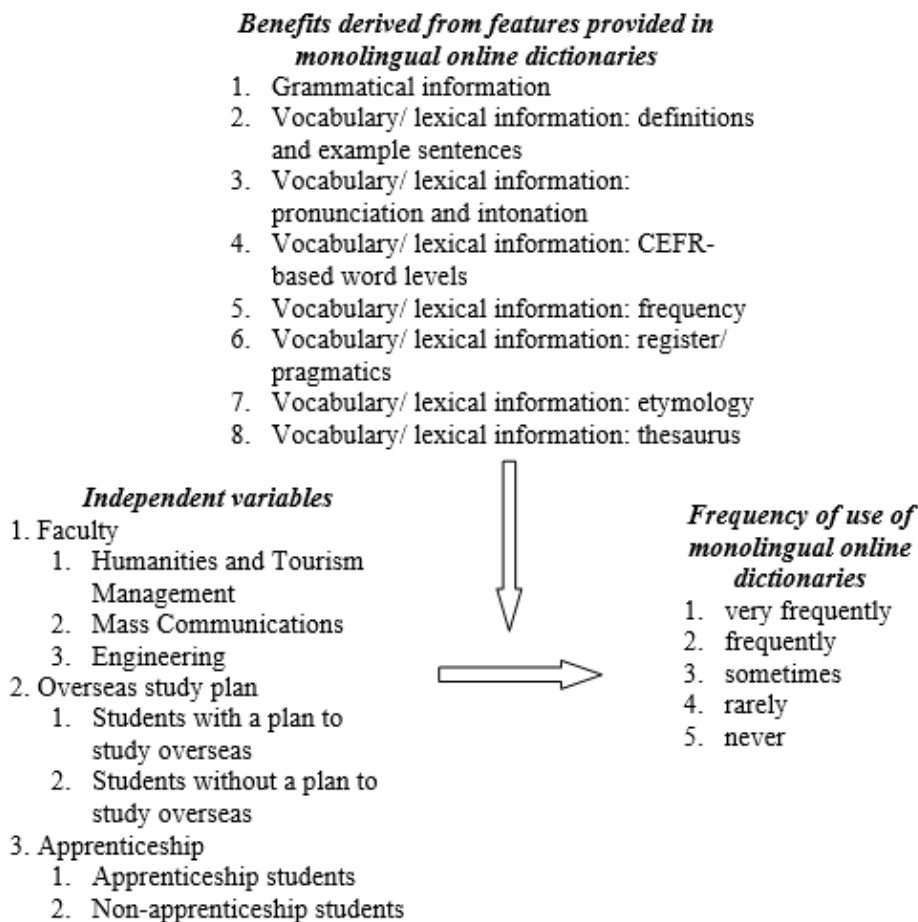 Benefits derived from features provided in
monolingual online dictionaries
1. Grammatical information
2. Vocabulary/ lexical information: definitions
and example sentences
3. Vocabulary/ lexical information:
pronunciation and intonation
4. Vocabulary/ lexical information: CEFR-
based word levels
5. Vocabulary/ lexical information: frequency
6. Vocabulary/ lexical information: register/
pragmatics
7. Vocabulary/ lexical information: etymology
8. Vocabulary/ lexical information: thesaurus
Independent variables
1. Faculty
1. Humanities and Tourism
Management
2. Mass Communications
3. Engineering
2. Overseas study plan
1. Students with a plan to
study overseas
2. Students without a plan to
study overseas
3. Apprenticeship
1. Apprenticeship students
2. Non-apprenticeship students
Frequency of use of
monolingual online
dictionaries
1. very frequently
2. frequently
3. sometimes
4. rarely
5. never